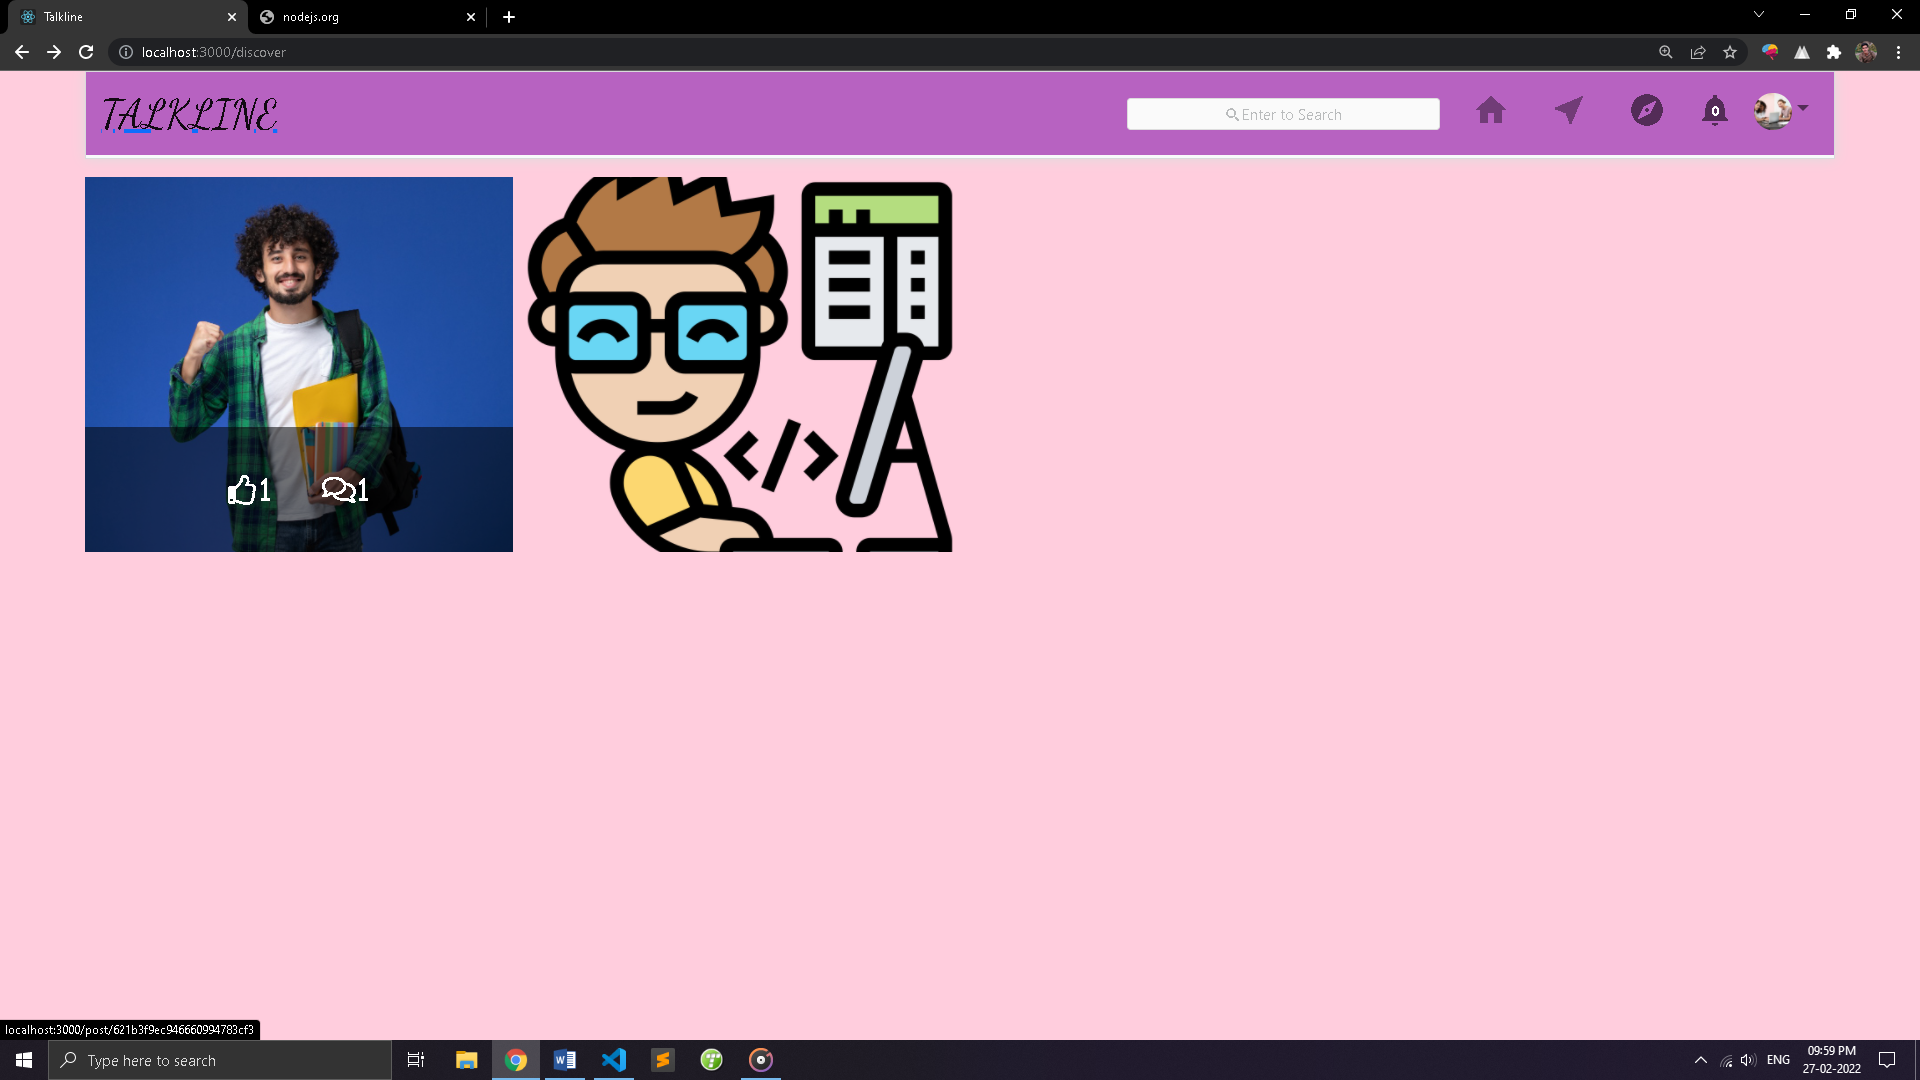 Talkline
nodejs.org
localhost:3000/discover
TALKLINE
Enter to Search
0
1
1
localhost:3000/post/621b3f9ec946660994783cf3
Type here to search
ENG
09:59 PM
27-02-2022